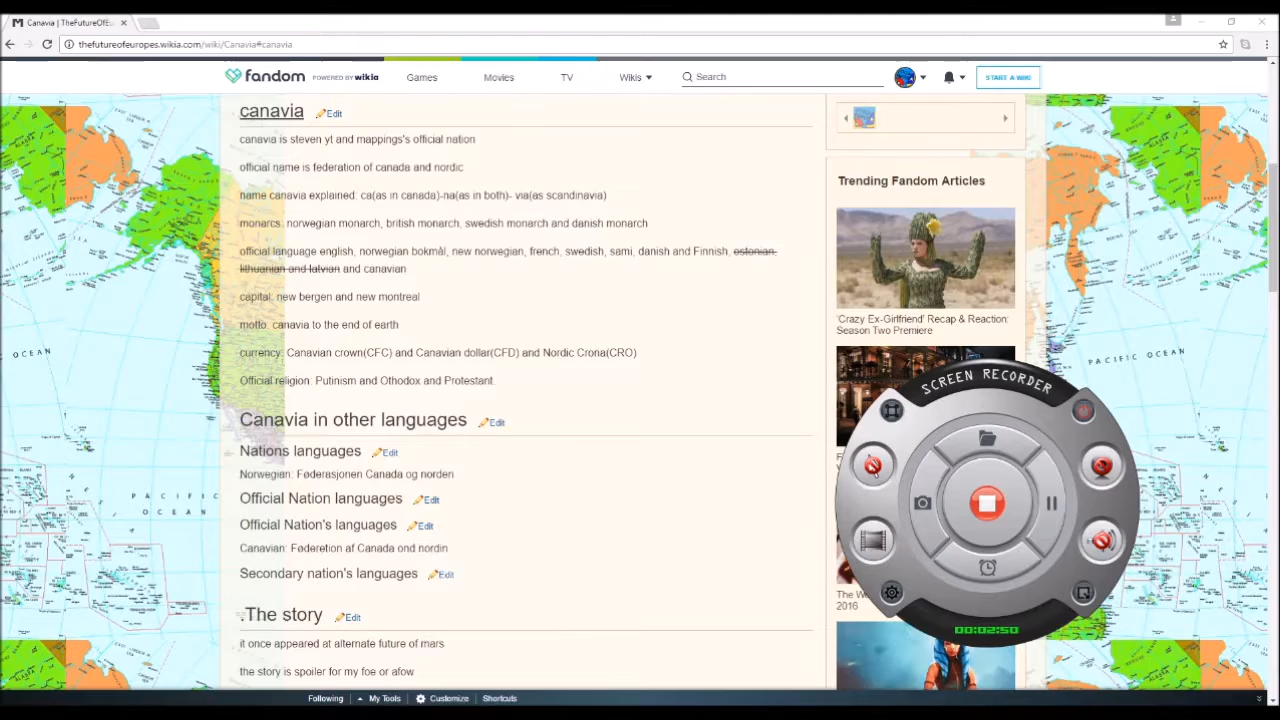 Canavia | TheFutureOfEu
thefutureofeuropes.wikia.com/wiki/Canavia#canavia
fandom POWERED BY wikia Games Movies TV Wikis Search START A WIKI
canavia Edit
canavia is steven yt and mappings's official nation
official name is federation of canada and nordic
name canavia explained: ca(as in canada)-na(as in both)- via(as scandinavia)
monarcs: norwegian monarch, british monarch, swedish monarch and danish monarch
official language english, norwegian bokmål, new norwegian, french, swedish, sami, danish and Finnish, estonian.
lithuanian and latvian and canavian
capital: new bergen and new montreal
motto: canavia to the end of earth
currency: Canavian crown(CFC) and Canavian dollar(CFD) and Nordic Crona(CRO)
Official religion: Putinism and Othodox and Protestant.
Canavia in other languages Edit
Nations languages Edit
Norwegian: Føderasjonen Canada og norden
Official Nation languages Edit
Official Nation's languages Edit
Canavian: Føderetion af Canada ond nordin
Secondary nation's languages Edit
.The story Edit
it once appeared at alternate future of mars
the story is spoiler for my foe or afow
Trending Fandom Articles
'Crazy Ex-Girlfriend' Recap & Reaction:
Season Two Premiere
The We
2016
SCREEN RECORDER
00:02:50
OCEAN
PACIFIC
OCEAN
PACIFIC OCEAN
ALASKA
Following My Tools Customize Shortcuts